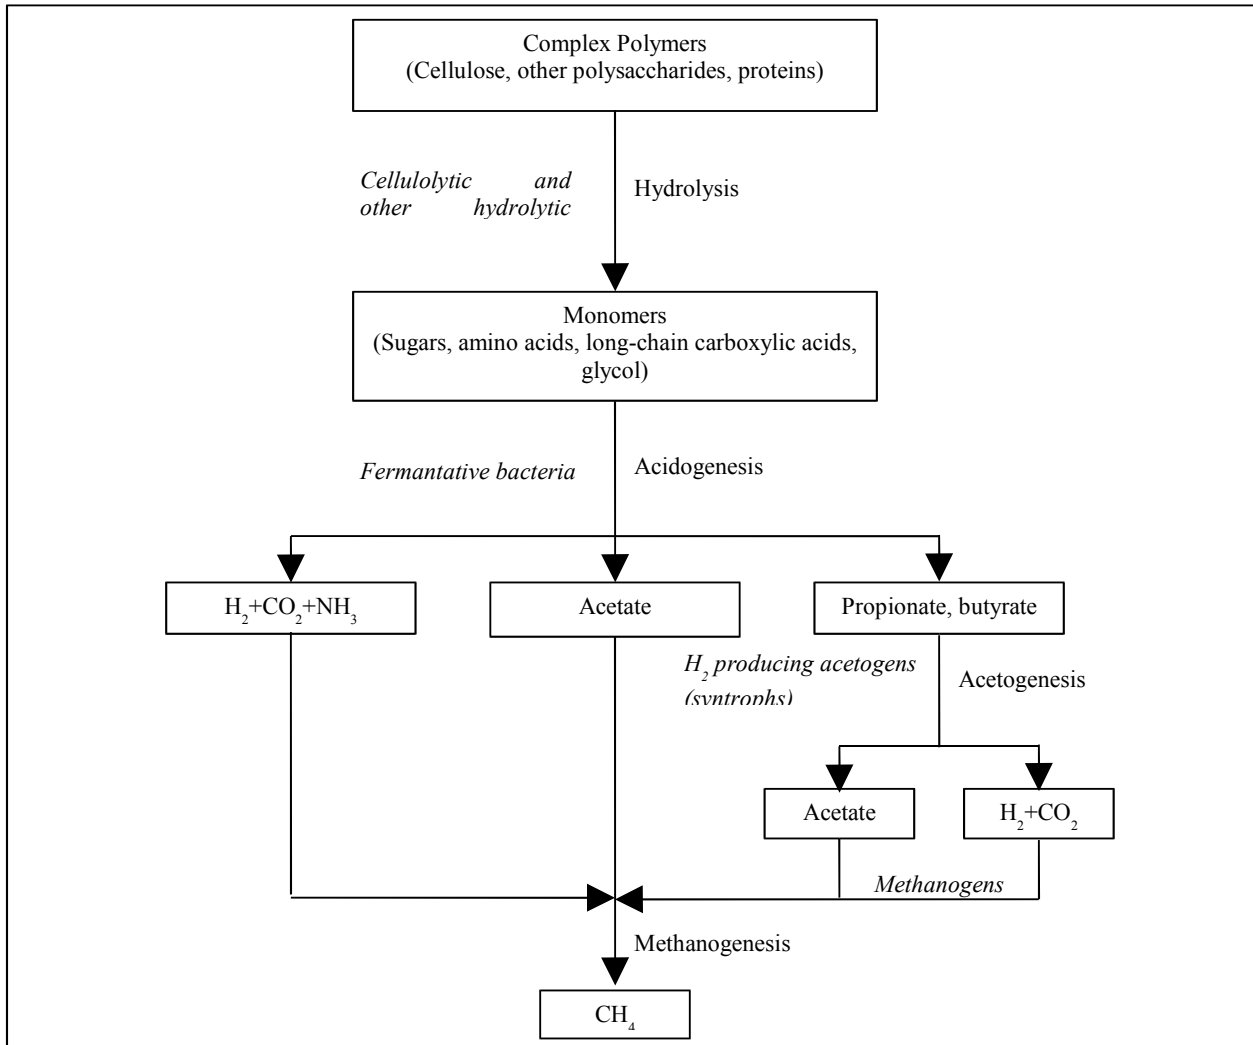 Complex Polymers
(Cellulose, other polysaccharides, proteins)
Cellulolytic and
other hydrolytic
Hydrolysis
Monomers
(Sugars, amino acids, long-chain carboxylic acids,
glycol)
Fermantative bacteria
Acidogenesis
H₂+CO₂+NH₃
Acetate
Propionate, butyrate
H₂ producing acetogens
(syntrophs)
Acetogenesis
Acetate
H₂+CO₂
Methanogens
Methanogenesis
CH₄